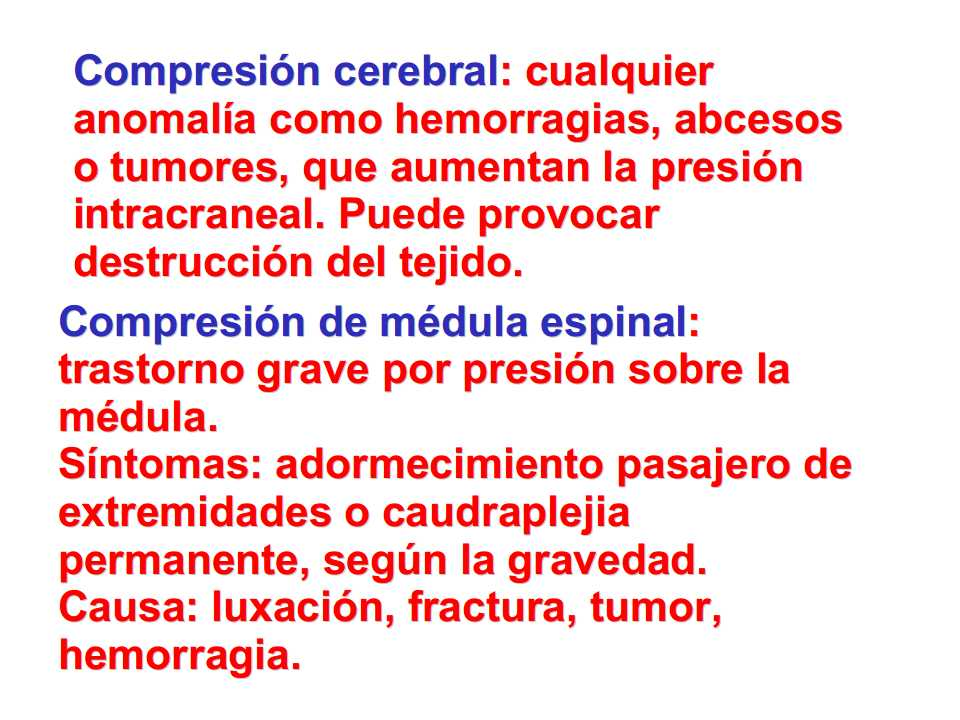 Compresión cerebral: cualquier
anomalía como hemorragias, abcesos
o tumores, que aumentan la presión
intracraneal. Puede provocar
destrucción del tejido.
Compresión de médula espinal:
trastorno grave por presión sobre la
médula.
Síntomas: adormecimiento pasajero de
extremidades o caudraplejia
permanente, según la gravedad.
Causa: luxación, fractura, tumor,
hemorragia.